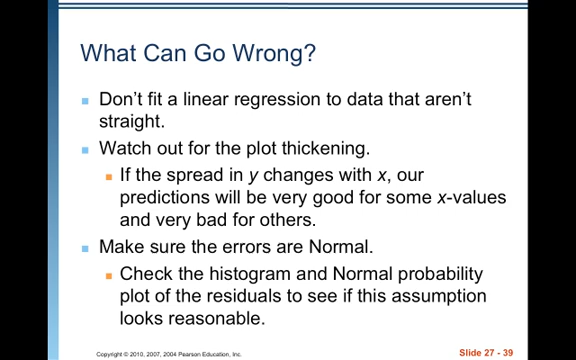 What Can Go Wrong?
Don't fit a linear regression to data that aren't
straight.
Watch out for the plot thickening.
If the spread in y changes with x, our
predictions will be very good for some x-values
and very bad for others.
Make sure the errors are Normal.
Check the histogram and Normal probability
plot of the residuals to see if this assumption
looks reasonable.
Copyright © 2010, 2007, 2004 Pearson Education, Inc.
Slide 27 - 39